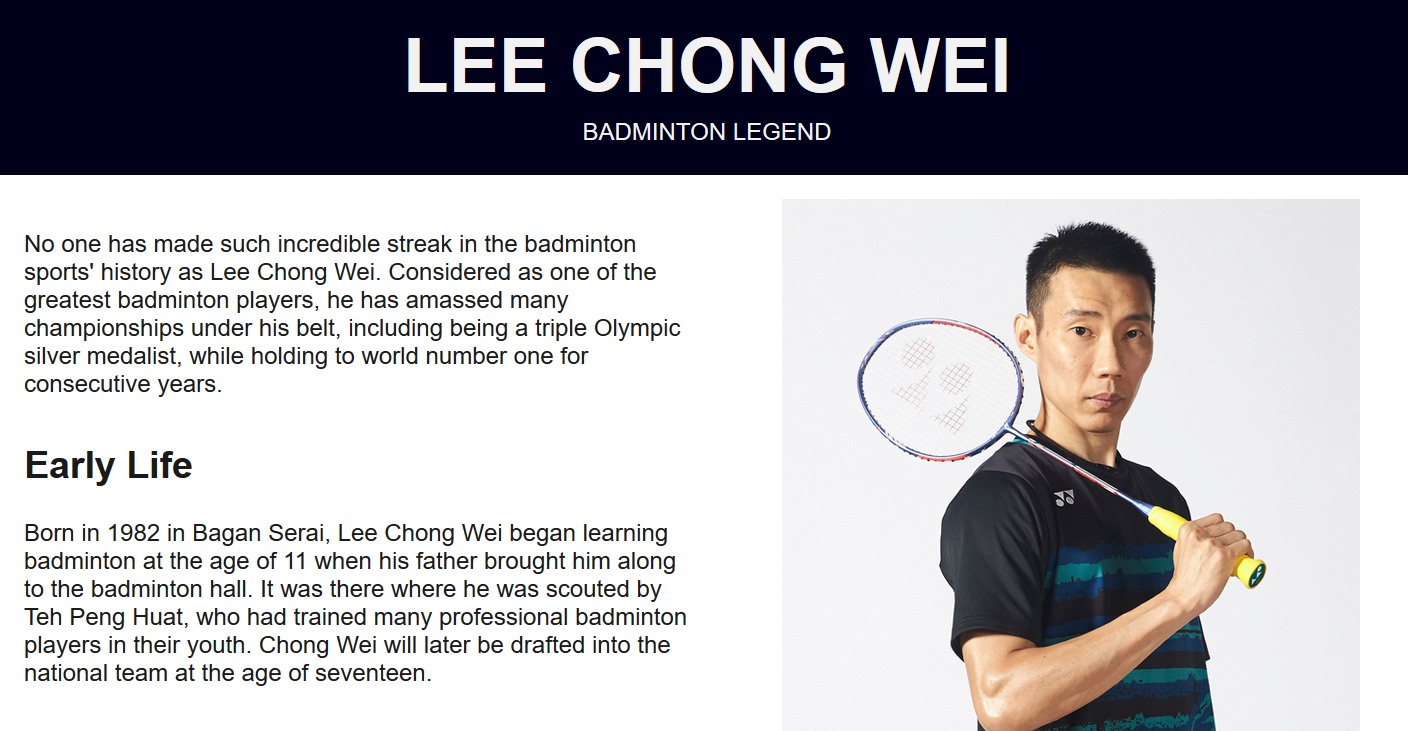 LEE CHONG WEI
BADMINTON LEGEND
No one has made such incredible streak in the badminton
sports' history as Lee Chong Wei. Considered as one of the
greatest badminton players, he has amassed many
championships under his belt, including being a triple Olympic
silver medalist, while holding to world number one for
consecutive years.
Early Life
Born in 1982 in Bagan Serai, Lee Chong Wei began learning
badminton at the age of 11 when his father brought him along
to the badminton hall. It was there where he was scouted by
Teh Peng Huat, who had trained many professional badminton
players in their youth. Chong Wei will later be drafted into the
national team at the age of seventeen.